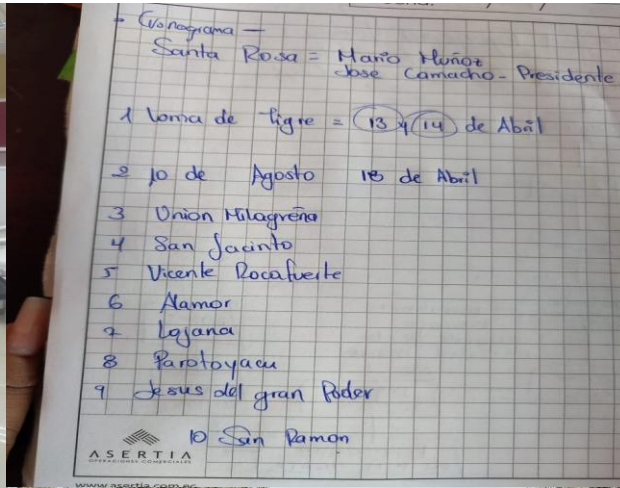 - Cronograma -
Santa Rosa = Mario Muñoz
Jose Camacho - Presidente
1 Loma de Tigre = 13 y 14 de Abril
2 10 de Agosto 18 de Abril
3 Union Milagreña
4 San Jacinto
5 Vicente Rocafuerte
6 Alamor
7 Lojana
8 Parotoyacu
9 Jesus del gran Poder
10 San Ramon
ASERTIA
OPERACIONES COMERCIALES
www.asertia.com.ec